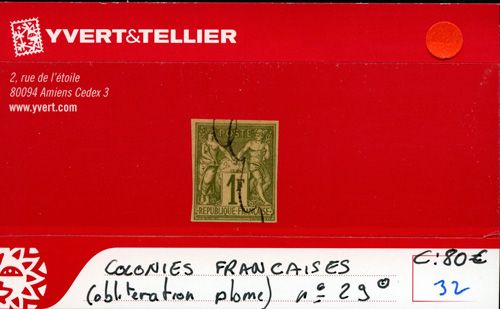 YVERT&TELLIER
2, rue de l'étoile
80094 Amiens Cedex 3
www.yvert.com
POSTE
1F
REPUBLIQUE FRANÇAISE
COLONIES FRANCAISES
(oblitération plume) n° 29°
C: 80€
32